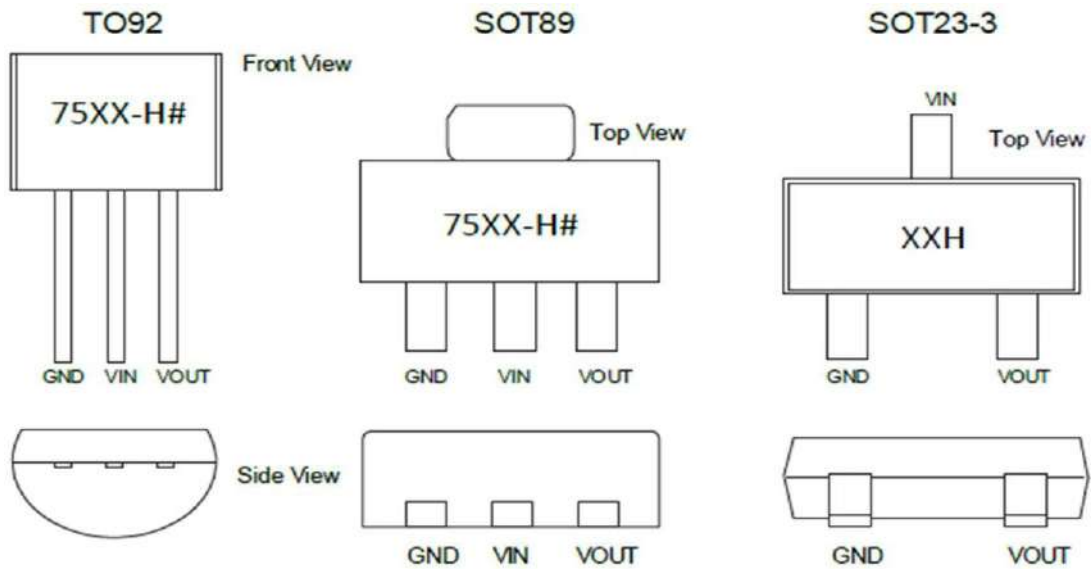 TO92
SOT89
SOT23-3
Front View
75XX-H#
VIN
Top View
Top View
75XX-H#
XXH
GND VIN VOUT
GND VIN VOUT
GND VOUT
Side View
GND VIN VOUT
GND VOUT